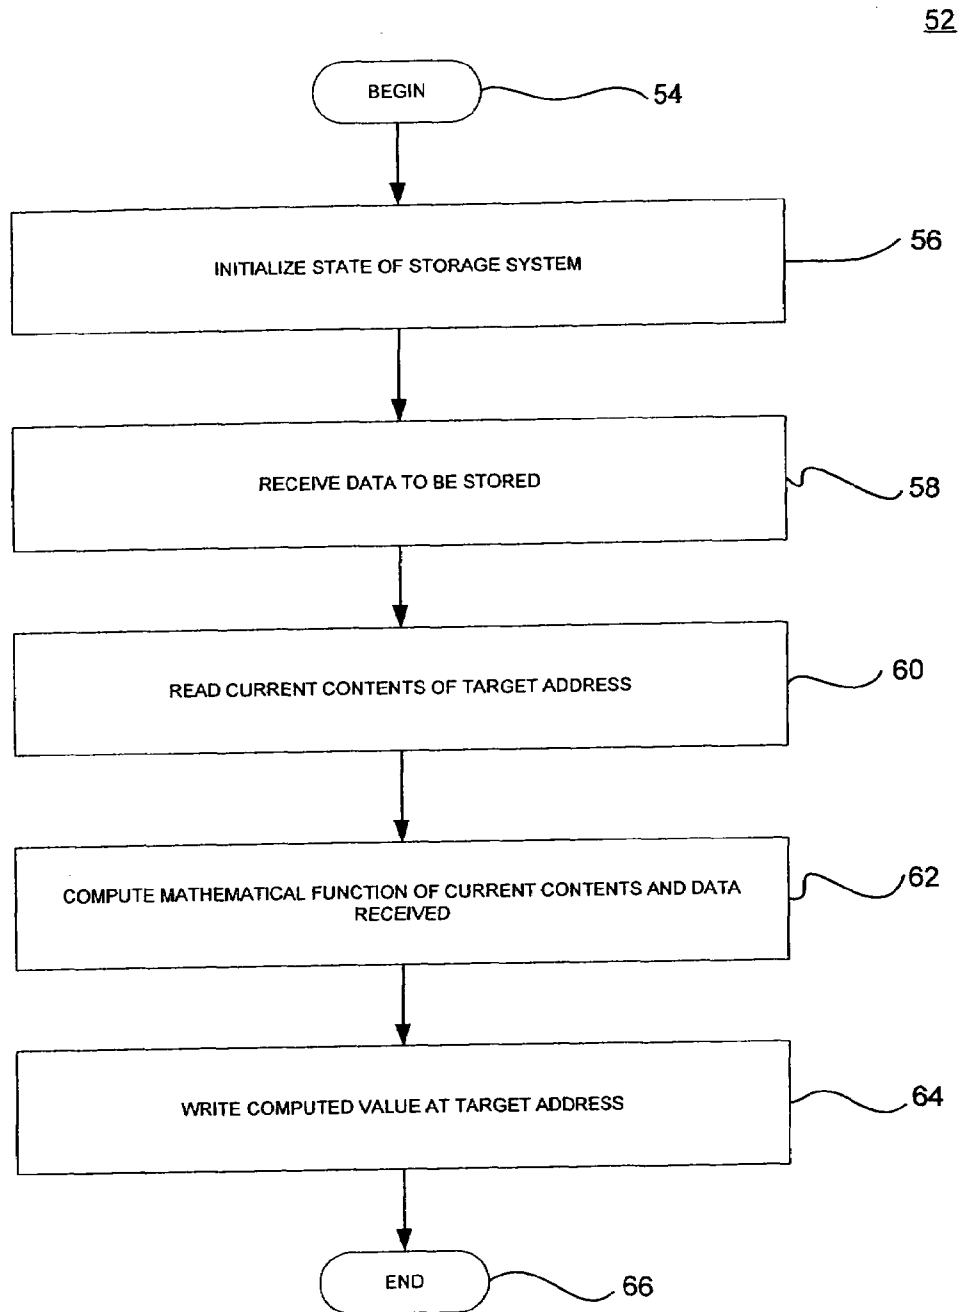 52
BEGIN
54
INITIALIZE STATE OF STORAGE SYSTEM
56
RECEIVE DATA TO BE STORED
58
READ CURRENT CONTENTS OF TARGET ADDRESS
60
COMPUTE MATHEMATICAL FUNCTION OF CURRENT CONTENTS AND DATA
RECEIVED
62
WRITE COMPUTED VALUE AT TARGET ADDRESS
64
END
66